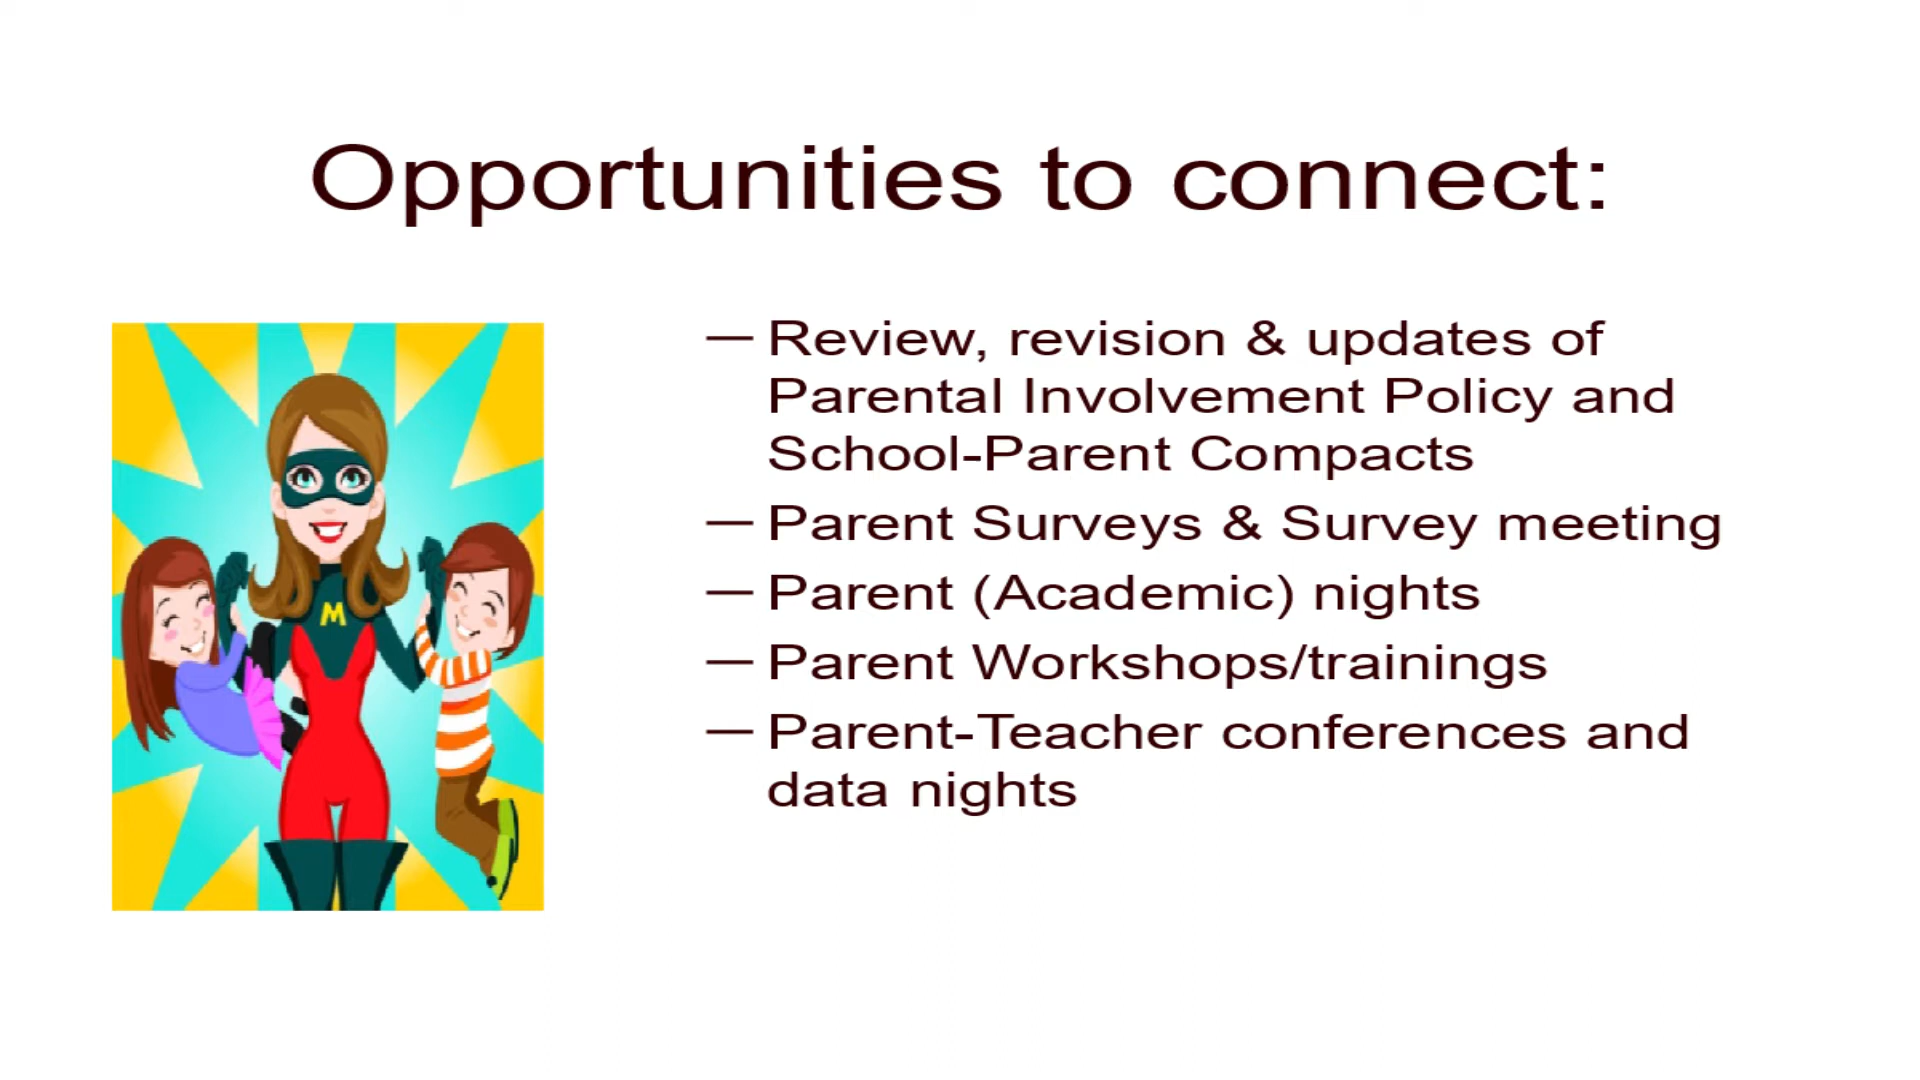 Opportunities to connect:
— Review, revision & updates of
Parental Involvement Policy and
School-Parent Compacts
— Parent Surveys & Survey meeting
— Parent (Academic) nights
— Parent Workshops/trainings
— Parent-Teacher conferences and
data nights
M